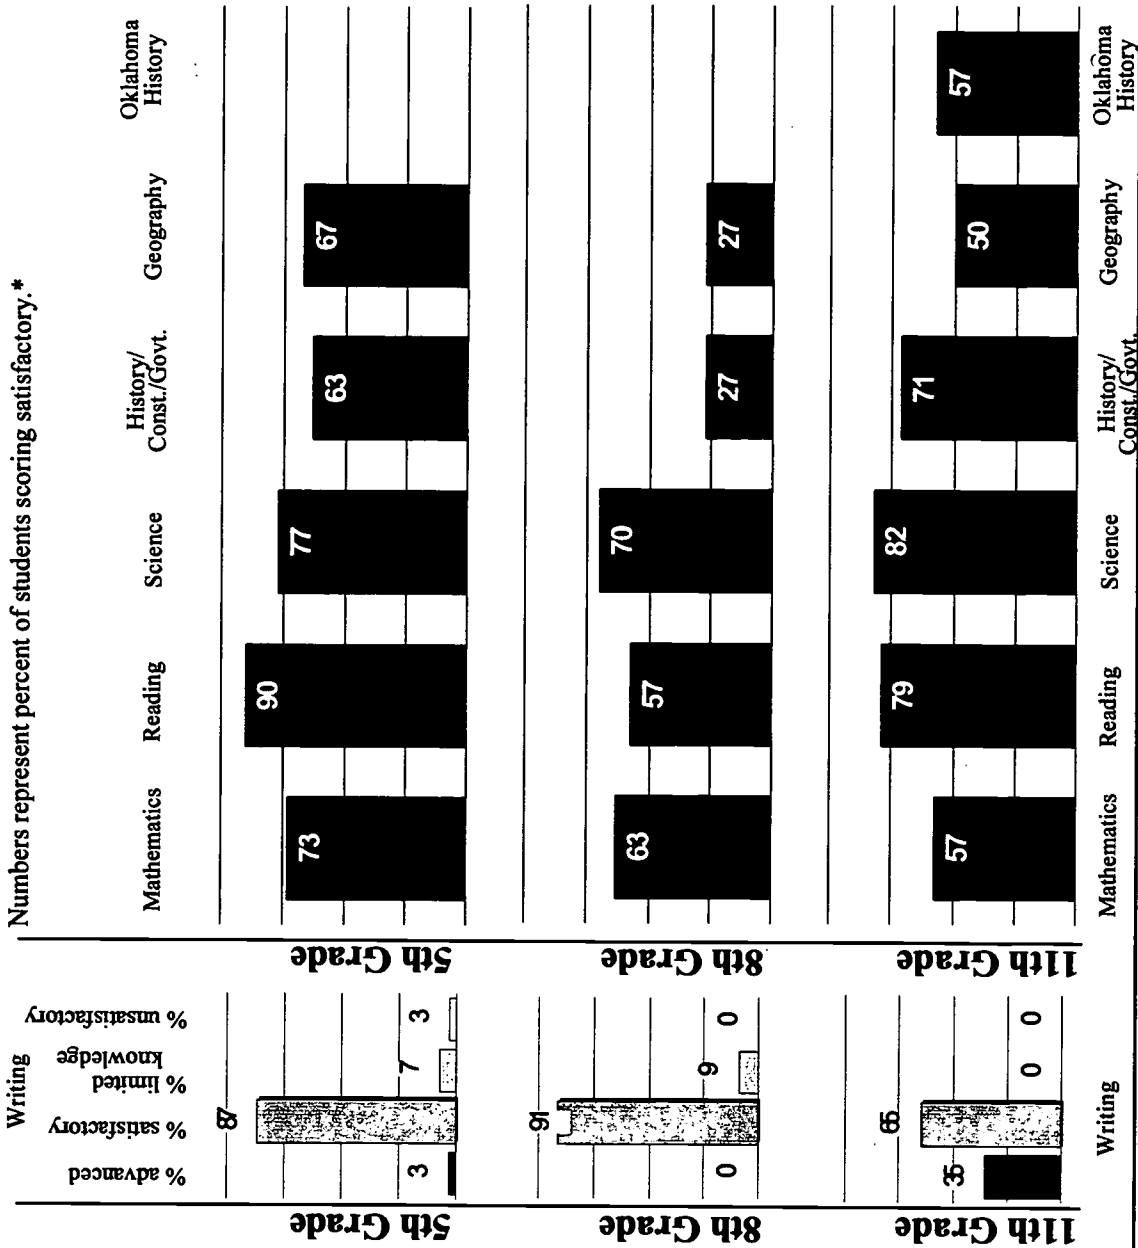 Numbers represent percent of students scoring satisfactory.*
Writing
% advanced
% satisfactory
% limited
knowledge
% unsatisfactory
Mathematics
Reading
Science
History/
Const./Govt.
Geography
Oklahoma
History
5th Grade
3
87
7
3
5th Grade
73
90
77
63
67
8th Grade
0
91
9
0
8th Grade
63
57
70
27
27
11th Grade
35
65
0
0
11th Grade
57
79
82
71
50
57
Writing
Mathematics
Reading
Science
History/
Const./Govt.
Geography
Oklahoma
History